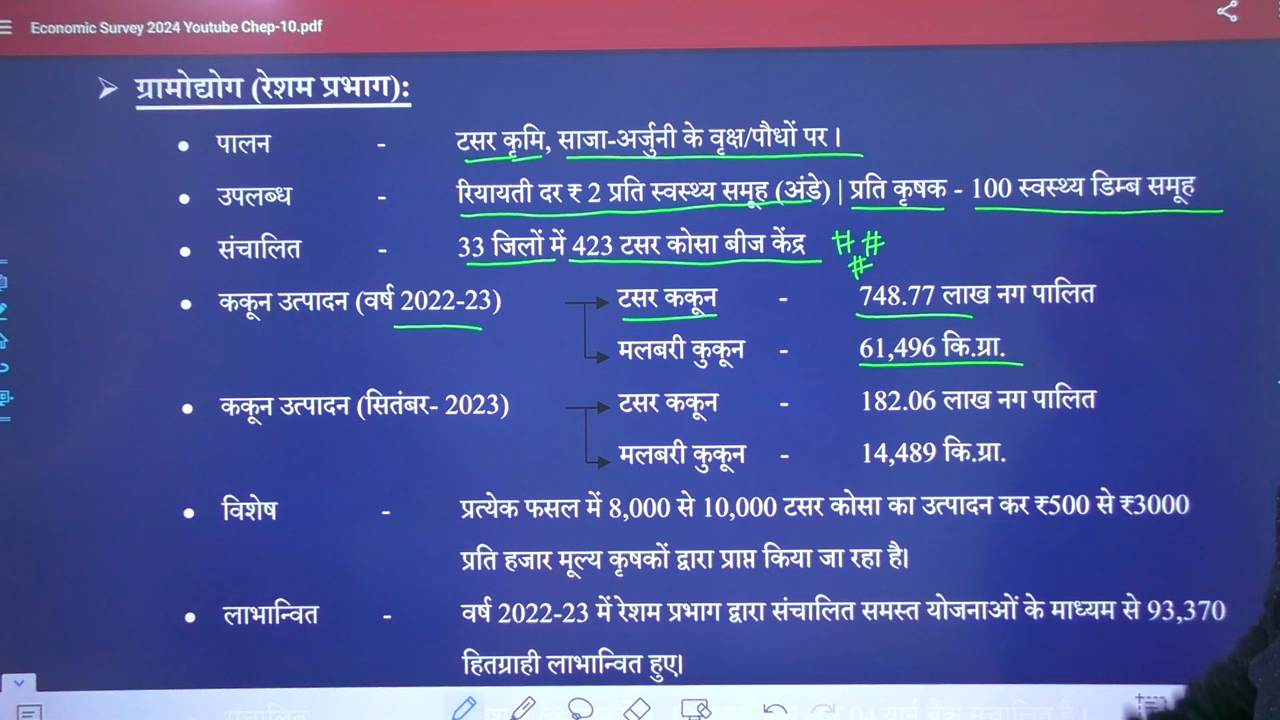 Economic Survey 2024 Youtube Chep-10.pdf
➢ ग्रामोद्योग (रेशम प्रभाग):
• पालन - टसर कृमि, साजा-अर्जुनी के वृक्ष/पौधों पर ।
• उपलब्ध - रियायती दर ₹ 2 प्रति स्वस्थ्य समूह (अंडे) | प्रति कृषक - 100 स्वस्थ्य डिम्ब समूह
• संचालित - 33 जिलों में 423 टसर कोसा बीज केंद्र # # #
• ककून उत्पादन (वर्ष 2022-23) टसर ककून - 748.77 लाख नग पालित
मलबरी कुकून - 61,496 कि.ग्रा.
• ककून उत्पादन (सितंबर- 2023) टसर ककून - 182.06 लाख नग पालित
मलबरी कुकून - 14,489 कि.ग्रा.
• विशेष - प्रत्येक फसल में 8,000 से 10,000 टसर कोसा का उत्पादन कर ₹500 से ₹3000
प्रति हजार मूल्य कृषकों द्वारा प्राप्त किया जा रहा है।
• लाभान्वित - वर्ष 2022-23 में रेशम प्रभाग द्वारा संचालित समस्त योजनाओं के माध्यम से 93,370
हितग्राही लाभान्वित हुए।
संचालित